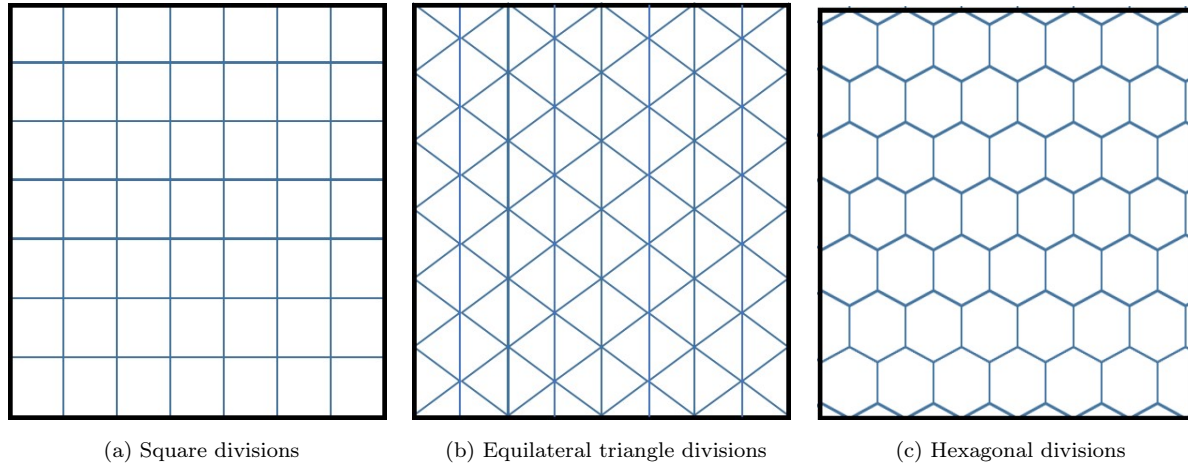 (a) Square divisions
(b) Equilateral triangle divisions
(c) Hexagonal divisions